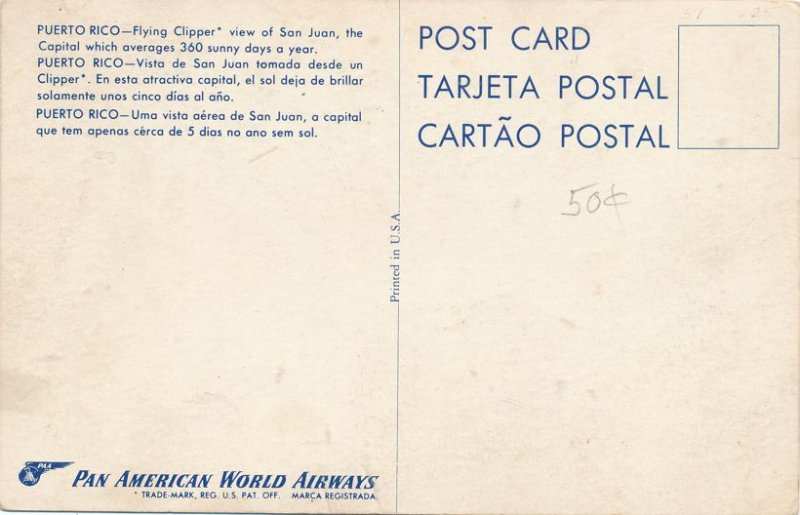 PUERTO RICO—Flying Clipper* view of San Juan, the
Capital which averages 360 sunny days a year.
PUERTO RICO—Vista de San Juan tomada desde un
Clipper*. En esta atractiva capital, el sol deja de brillar
solamente unos cinco días al año.
PUERTO RICO—Uma vista aérea de San Juan, a capital
que tem apenas cérca de 5 dias no ano sem sol.
PAA
PAN AMERICAN WORLD AIRWAYS
* TRADE-MARK, REG. U.S. PAT. OFF. MARÇA REGISTRADA.
Printed in U.S.A.
POST CARD
TARJETA POSTAL
CARTÃO POSTAL
50¢